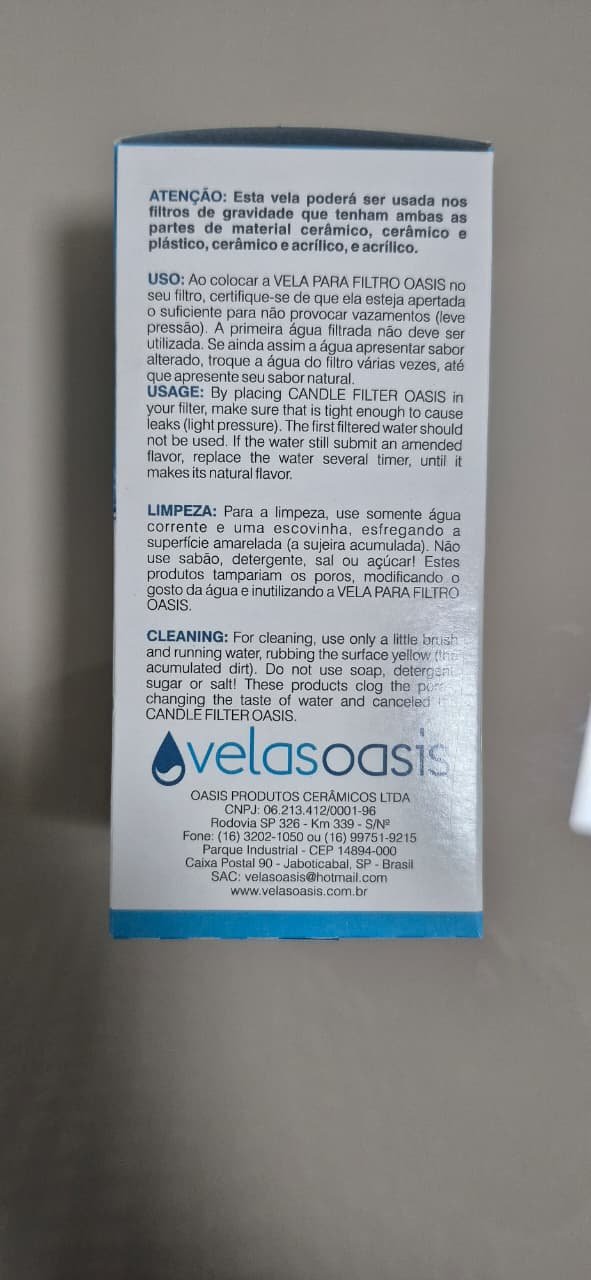 ATENÇÃO: Esta vela poderá ser usada nos
filtros de gravidade que tenham ambas as
partes de material cerâmico, cerâmico e
plástico, cerâmico e acrílico, e acrílico.
USO: Ao colocar a VELA PARA FILTRO OASIS no
seu filtro, certifique-se de que ela esteja apertada
o suficiente para não provocar vazamentos (leve
pressão). A primeira água filtrada não deve ser
utilizada. Se ainda assim a água apresentar sabor
alterado, troque a água do filtro várias vezes, até
que apresente seu sabor natural.
USAGE: By placing CANDLE FILTER OASIS in
your filter, make sure that is tight enough to cause
leaks (light pressure). The first filtered water should
not be used. If the water still submit an amended
flavor, replace the water several timer, until it
makes its natural flavor.
LIMPEZA: Para a limpeza, use somente água
corrente e uma escovinha, esfregando a
superfície amarelada (a sujeira acumulada). Não
use sabão, detergente, sal ou açúcar! Estes
produtos tampariam os poros, modificando o
gosto da água e inutilizando a VELA PARA FILTRO
OASIS.
CLEANING: For cleaning, use only a little brush
and running water, rubbing the surface yellow (the
acumulated dirt). Do not use soap, detergent,
sugar or salt! These products clog the
changing the taste of water and canceled
CANDLE FILTER OASIS.
velasoasis
OASIS PRODUTOS CERÂMICOS LTDA
CNPJ: 06.213.412/0001-96
Rodovia SP 326 - Km 339 - S/Nº
Fone: (16) 3202-1050 ou (16) 99751-9215
Parque Industrial - CEP 14894-000
Caixa Postal 90 - Jaboticabal, SP - Brasil
SAC: velasoasis@hotmail.com
www.velasoasis.com.br